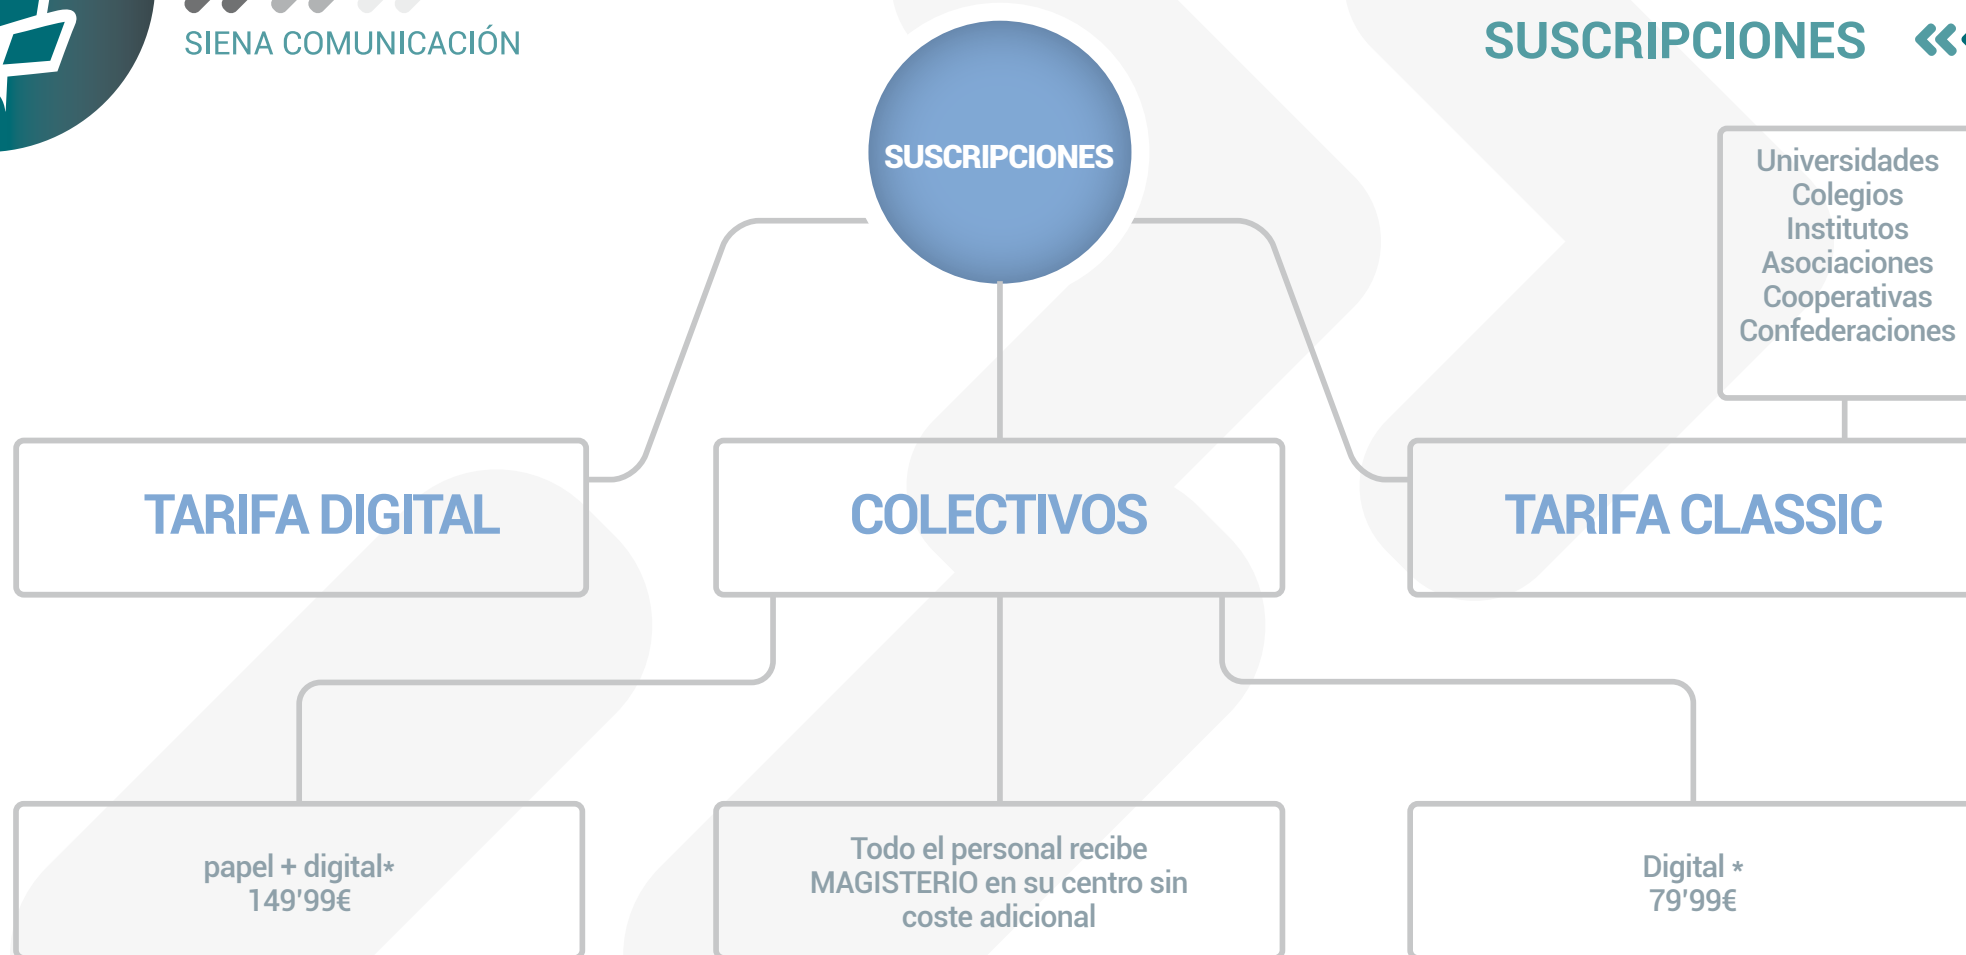 SIENA COMUNICACIÓN
SUSCRIPCIONES
SUSCRIPCIONES
Universidades
Colegios
Institutos
Asociaciones
Cooperativas
Confederaciones
TARIFA DIGITAL
COLECTIVOS
TARIFA CLASSIC
papel + digital*
149'99€
Todo el personal recibe
MAGISTERIO en su centro sin
coste adicional
Digital *
79'99€